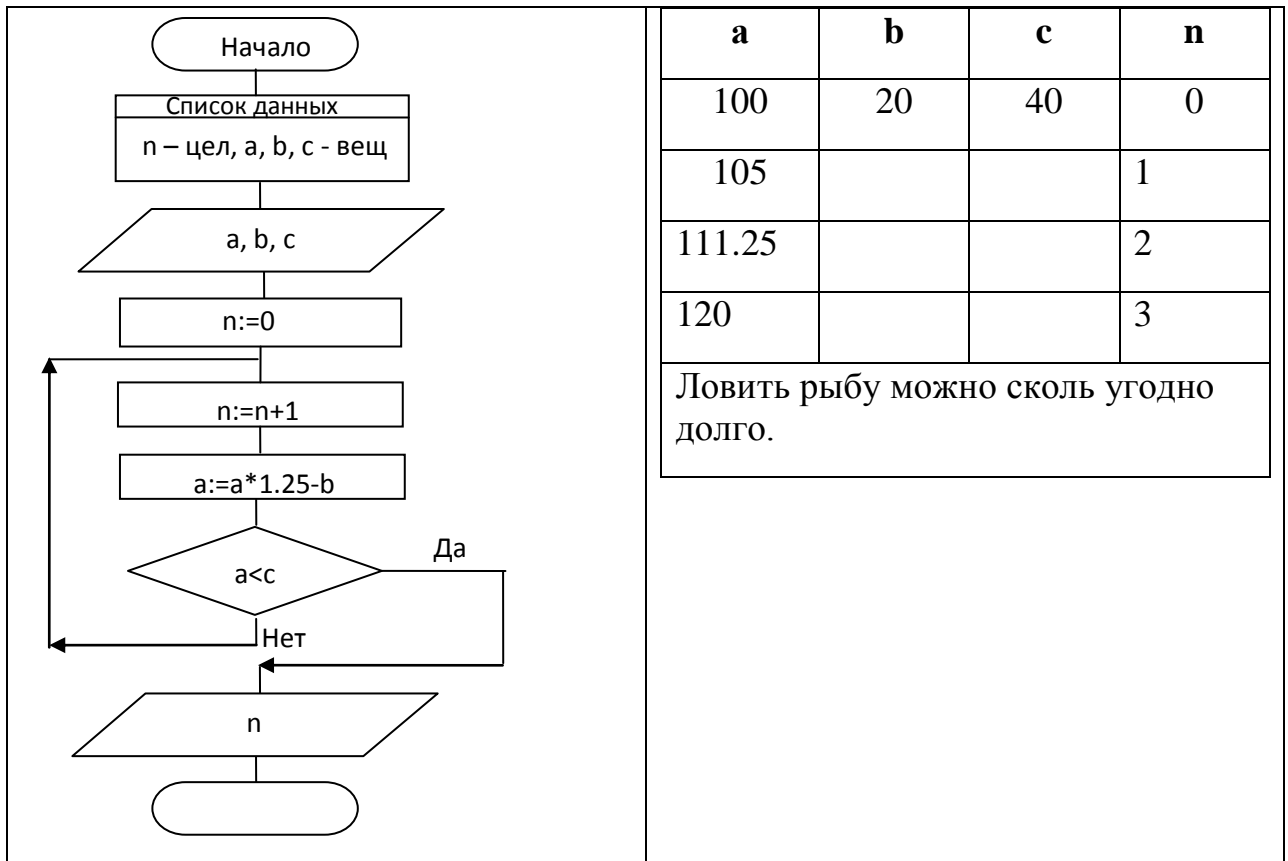 Начало
Список данных
n – цел, a, b, c - вещ
a, b, c
n:=0
n:=n+1
a:=a*1.25-b
a<c
Да
Нет
n
a b c n
100 20 40 0
105 1
111.25 2
120 3
Ловить рыбу можно сколь угодно
долго.